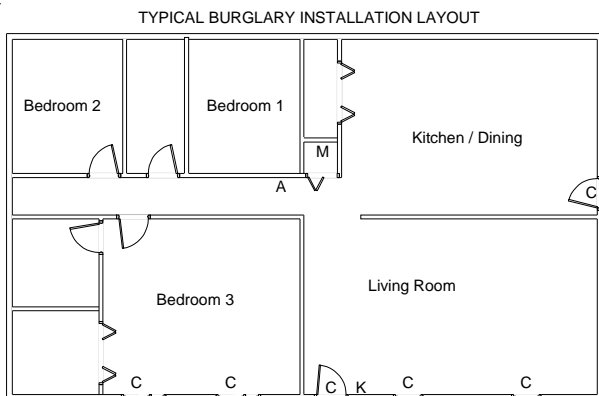 TYPICAL BURGLARY INSTALLATION LAYOUT
Bedroom 2
Bedroom 1
Kitchen / Dining
M
A
C
Living Room
Bedroom 3
C
C
C
K
C
C